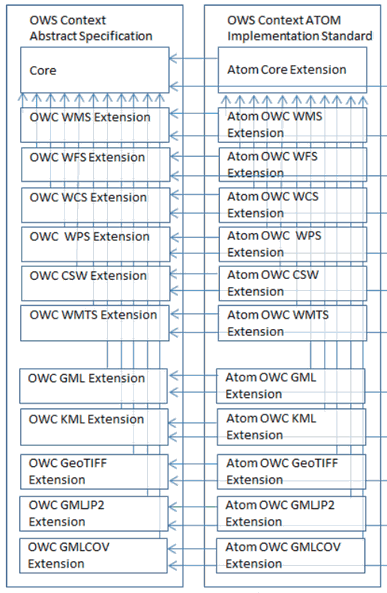 OWS Context
Abstract Specification
Core
OWC WMS Extension
OWC WFS Extension
OWC WCS Extension
OWC  WPS Extension
OWC CSW Extension
OWC WMTS Extension
OWC GML Extension
OWC KML Extension
OWC GeoTIFF
Extension
OWC GMLJP2
Extension
OWC GMLCOV
Extension
OWS Context ATOM
Implementation Standard
Atom Core Extension
Atom OWC WMS
Extension
Atom OWC WFS
Extension
Atom OWC WCS
Extension
Atom OWC  WPS
Extension
Atom OWC CSW
Extension
Atom OWC WMTS
Extension
Atom OWC GML
Extension
Atom OWC KML
Extension
Atom OWC GeoTIFF
Extension
Atom OWC GMLJP2
Extension
Atom OWC GMLCOV
Extension